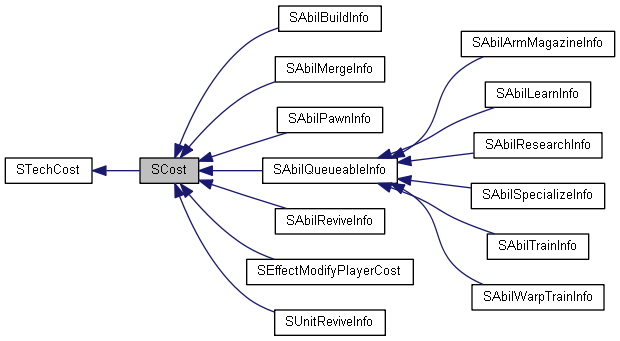 SAbilBuildInfo
SAbilArmMagazineInfo
SAbilMergeInfo
SAbilLearnInfo
SAbilPawnInfo
SAbilResearchInfo
STechCost
SCost
SAbilQueueableInfo
SAbilSpecializeInfo
SAbilReviveInfo
SAbilTrainInfo
SEffectModifyPlayerCost
SAbilWarpTrainInfo
SUnitReviveInfo